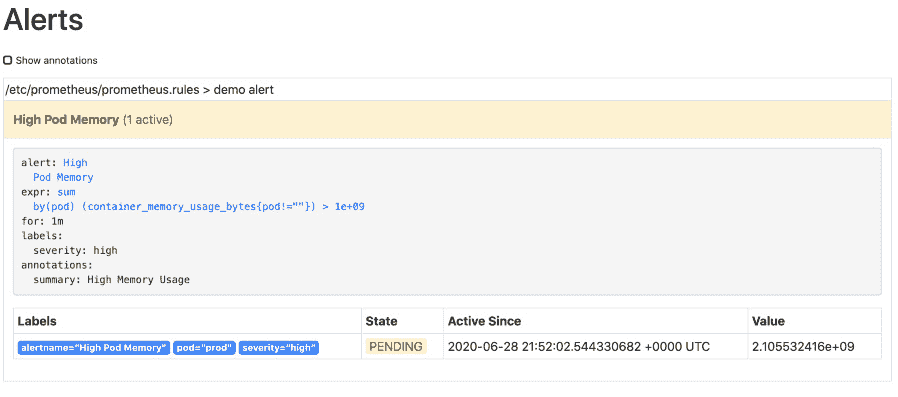 Alerts
Show annotations
/etc/prometheus/prometheus.rules > demo alert
High Pod Memory (1 active)
alert: High
Pod Memory
expr: sum
by(pod) (container_memory_usage_bytes{pod!=""}) > 1e+09
for: 1m
labels:
severity: high
annotations:
summary: High Memory Usage
Labels State Active Since Value
alertname="High Pod Memory" pod="prod" severity="high" PENDING 2020-06-28 21:52:02.544330682 +0000 UTC 2.105532416e+09